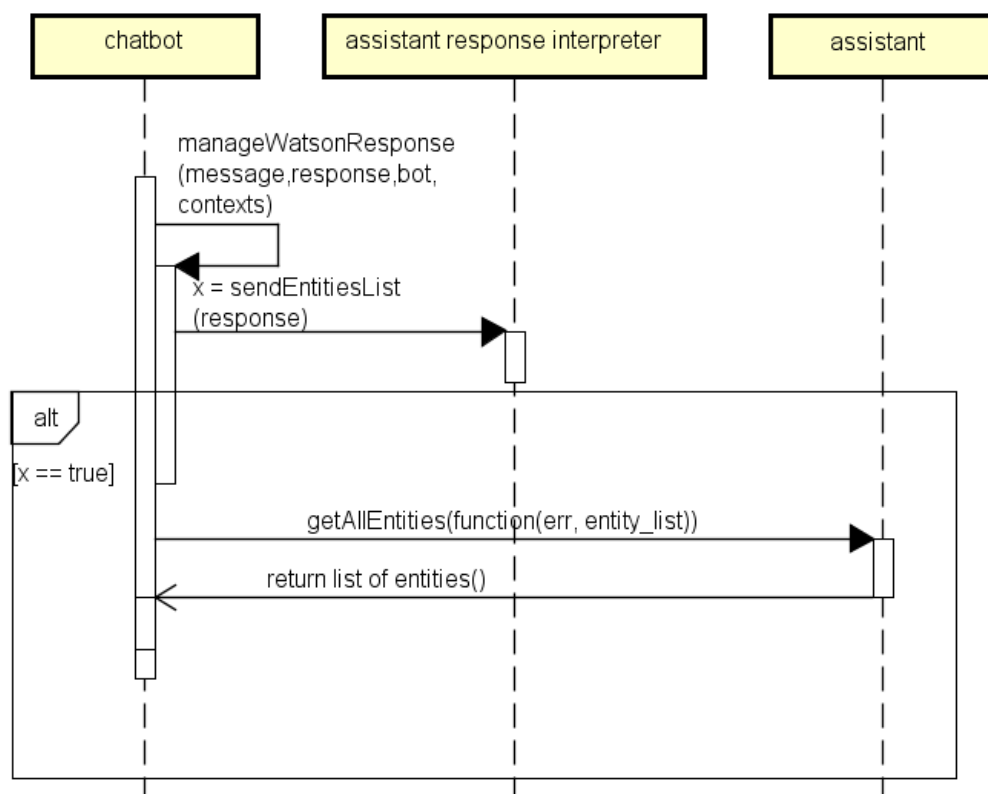 chatbot
assistant response interpreter
assistant
manageWatsonResponse
(message,response,bot,
contexts)
x = sendEntitiesList
(response)
alt
[x == true]
getAllEntities(function(err, entity_list))
return list of entities()